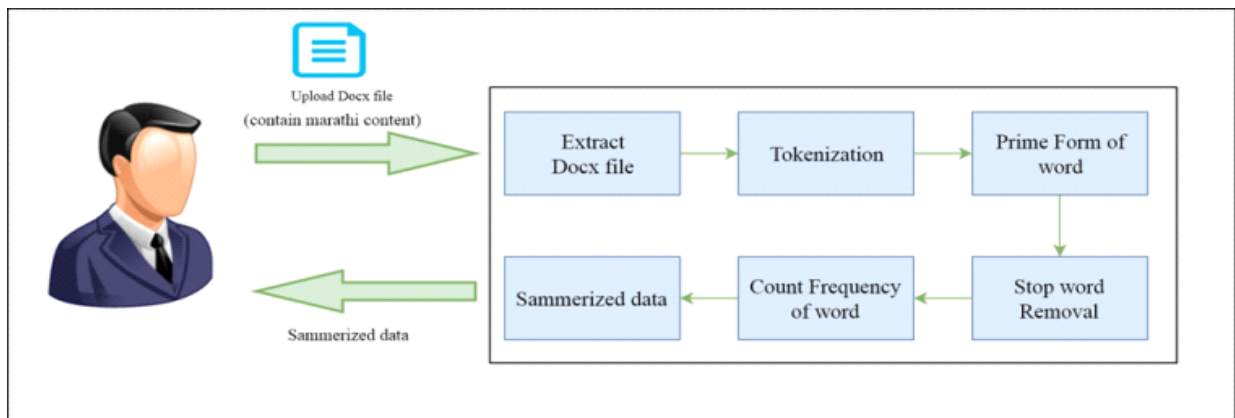 Upload Docx file
(contain marathi content)
Extract
Docx file
Tokenization
Prime Form of
word
Sammerized data
Count Frequency
of word
Stop word
Removal
Sammerized data